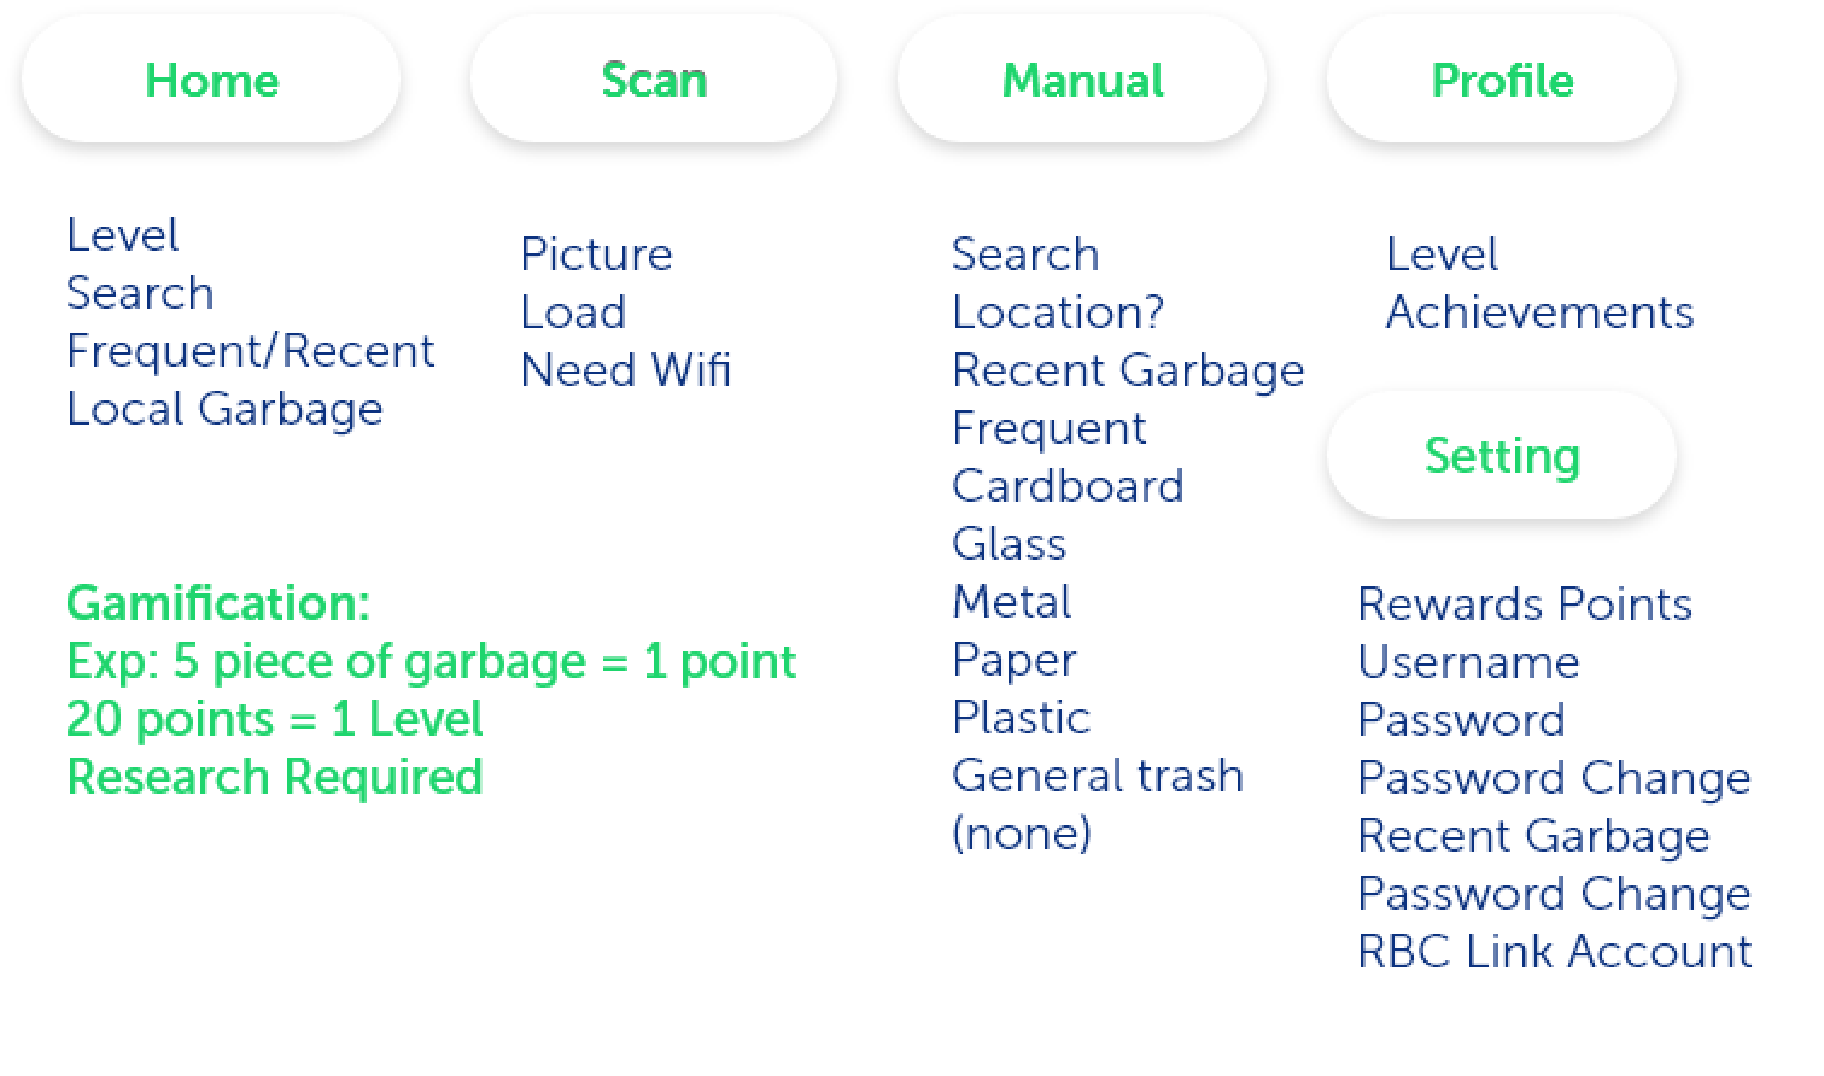 Home
Level
Search
Frequent/Recent
Local Garbage
Scan
Picture
Load
Need Wifi
Manual
Search
Location?
Recent Garbage
Frequent
Cardboard
Glass
Metal
Paper
Plastic
General trash
(none)
Profile
Level
Achievements
Setting
Rewards Points
Username
Password
Password Change
Recent Garbage
Password Change
RBC Link Account
Gamification:
Exp: 5 piece of garbage = 1 point
20 points = 1 Level
Research Required